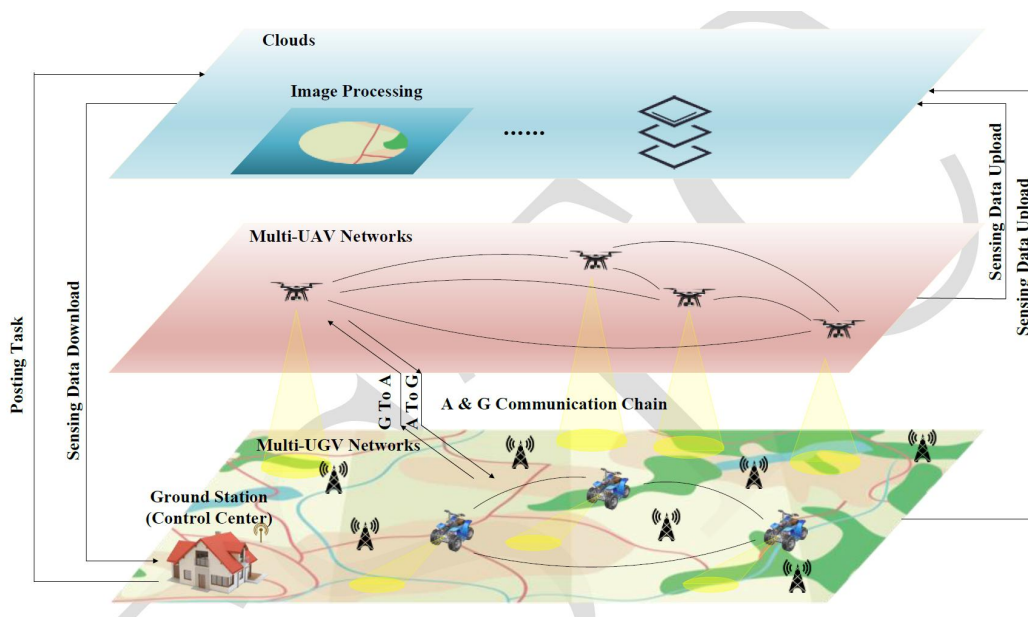 Clouds
Image Processing
......
Multi-UAV Networks
G To A
A To G
A & G Communication Chain
Multi-UGV Networks
Ground Station
(Control Center)
Posting Task
Sensing Data Download
Sensing Data Upload
Sensing Data Upload